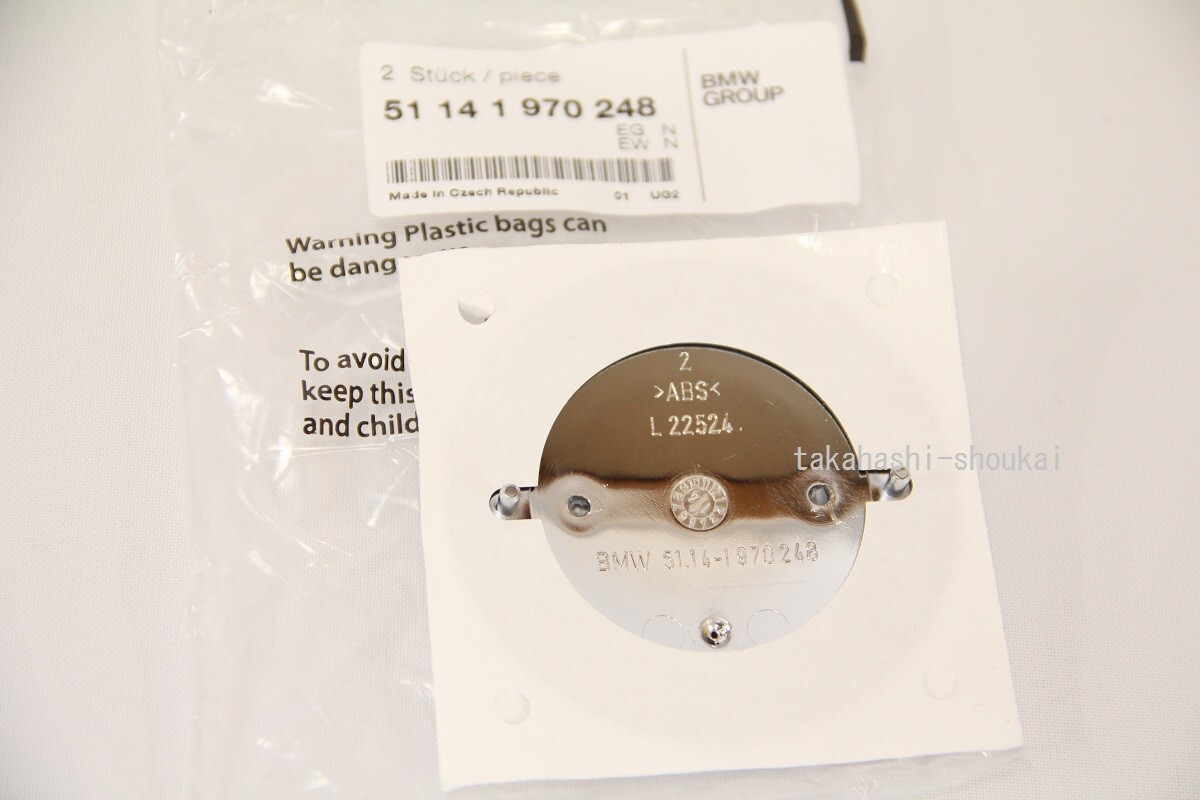 2 Stück / piece
51 14 1 970 248
EG N
EW N
Made in Czech Republic 01 UG2
BMW
GROUP
Warning Plastic bags can
be dang
To avoid
keep this
and child
2
>ABS<
L 22524.
BMW 51.14-1970248
takahashi-shoukai